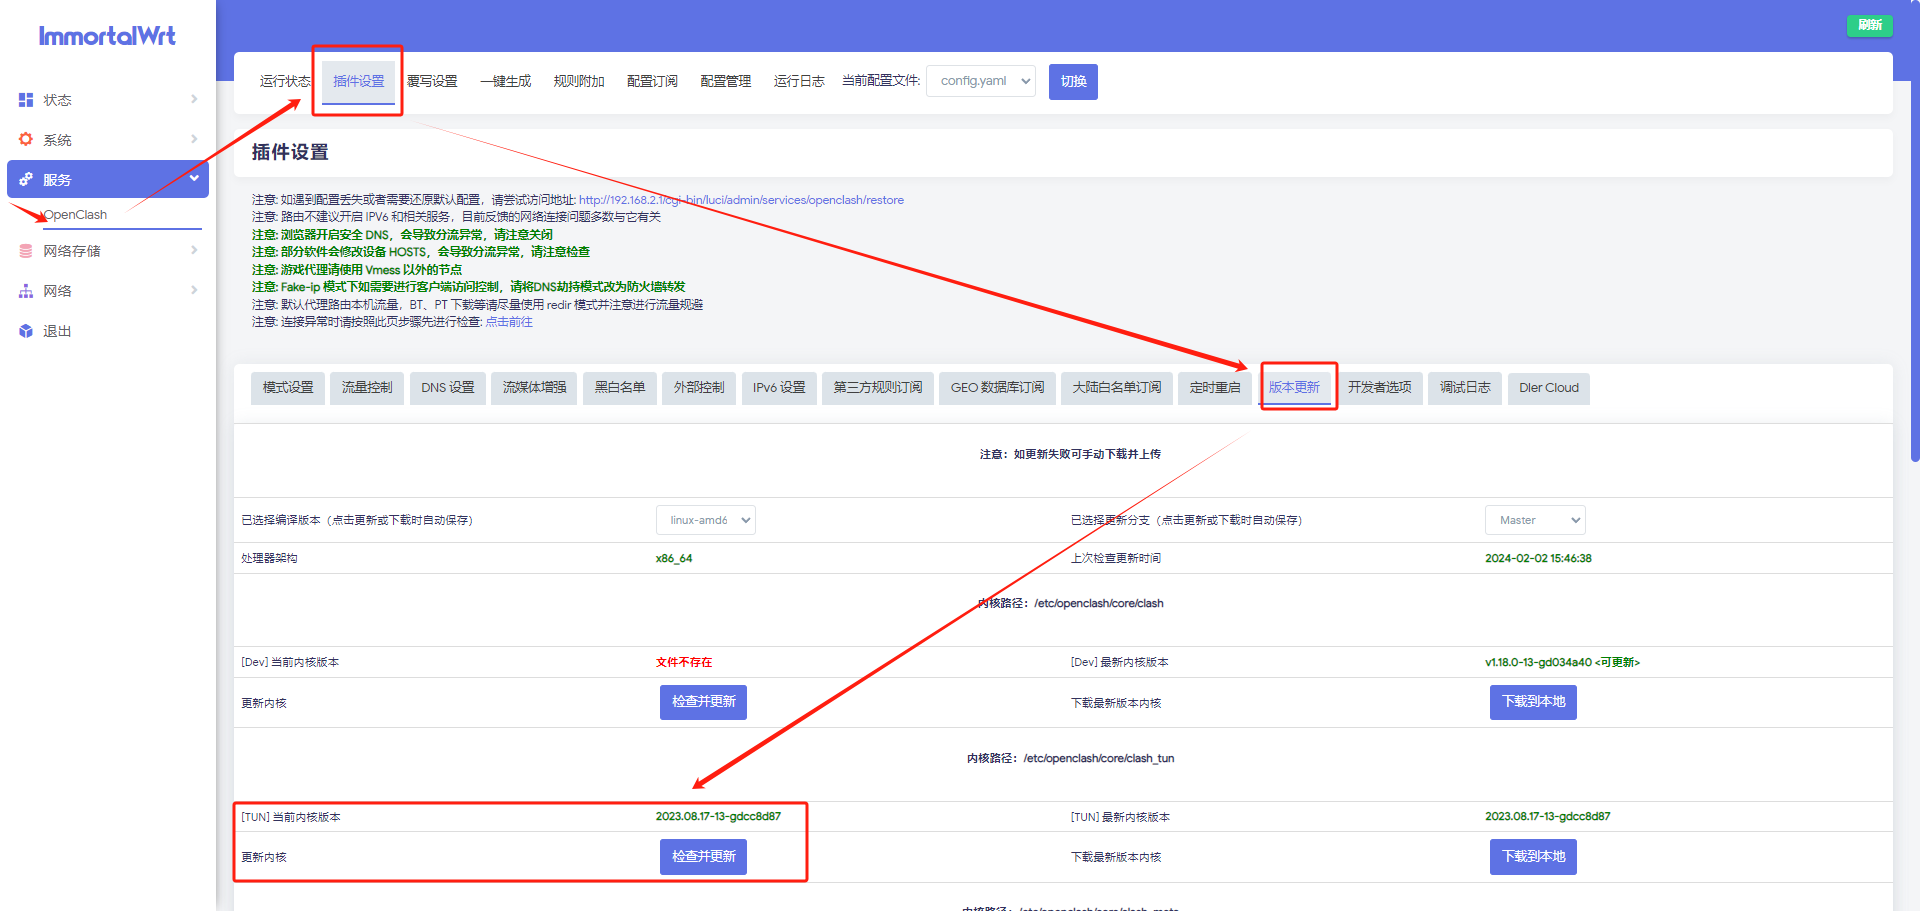 ImmortalWrt
刷新
运行状态
插件设置
覆写设置
一键生成
规则附加
配置订阅
配置管理
运行日志
当前配置文件:
config.yaml
切换
状态
系统
服务
OpenClash
网络存储
网络
退出
插件设置
注意: 如遇到配置丢失或者需要还原默认配置，请尝试访问地址: http://192.168.2.1/cgi-bin/luci/admin/services/openclash/restore
注意: 路由不建议开启 IPV6 和相关服务，目前反馈的网络连接问题多数与它有关
注意: 浏览器开启安全 DNS，会导致分流异常，请注意关闭
注意: 部分软件会修改设备 HOSTS，会导致分流异常，请注意检查
注意: 游戏代理请使用 Vmess 以外的节点
注意: Fake-ip 模式下如需要进行客户端访问控制，请将DNS劫持模式改为防火墙转发
注意: 默认代理路由本机流量，BT、PT 下载等请尽量使用 redir 模式并注意进行流量规避
注意: 连接异常时请按照此页步骤先进行检查: 点击前往
模式设置
流量控制
DNS 设置
流媒体增强
黑白名单
外部控制
IPv6 设置
第三方规则订阅
GEO 数据库订阅
大陆白名单订阅
定时重启
版本更新
开发者选项
调试日志
Dler Cloud
注意：如更新失败可手动下载并上传
已选择编译版本（点击更新或下载时自动保存）
linux-amd6
已选择更新分支（点击更新或下载时自动保存）
Master
处理器架构
x86_64
上次检查更新时间
2024-02-02 15:46:38
内核路径：/etc/openclash/core/clash
[Dev] 当前内核版本
文件不存在
[Dev] 最新内核版本
v1.18.0-13-gd034a40 <可更新>
更新内核
检查并更新
下载最新版本内核
下载到本地
内核路径：/etc/openclash/core/clash_tun
[TUN] 当前内核版本
2023.08.17-13-gdcc8d87
[TUN] 最新内核版本
2023.08.17-13-gdcc8d87
更新内核
检查并更新
下载最新版本内核
下载到本地
内核路径：/etc/openclash/core/clash_meta